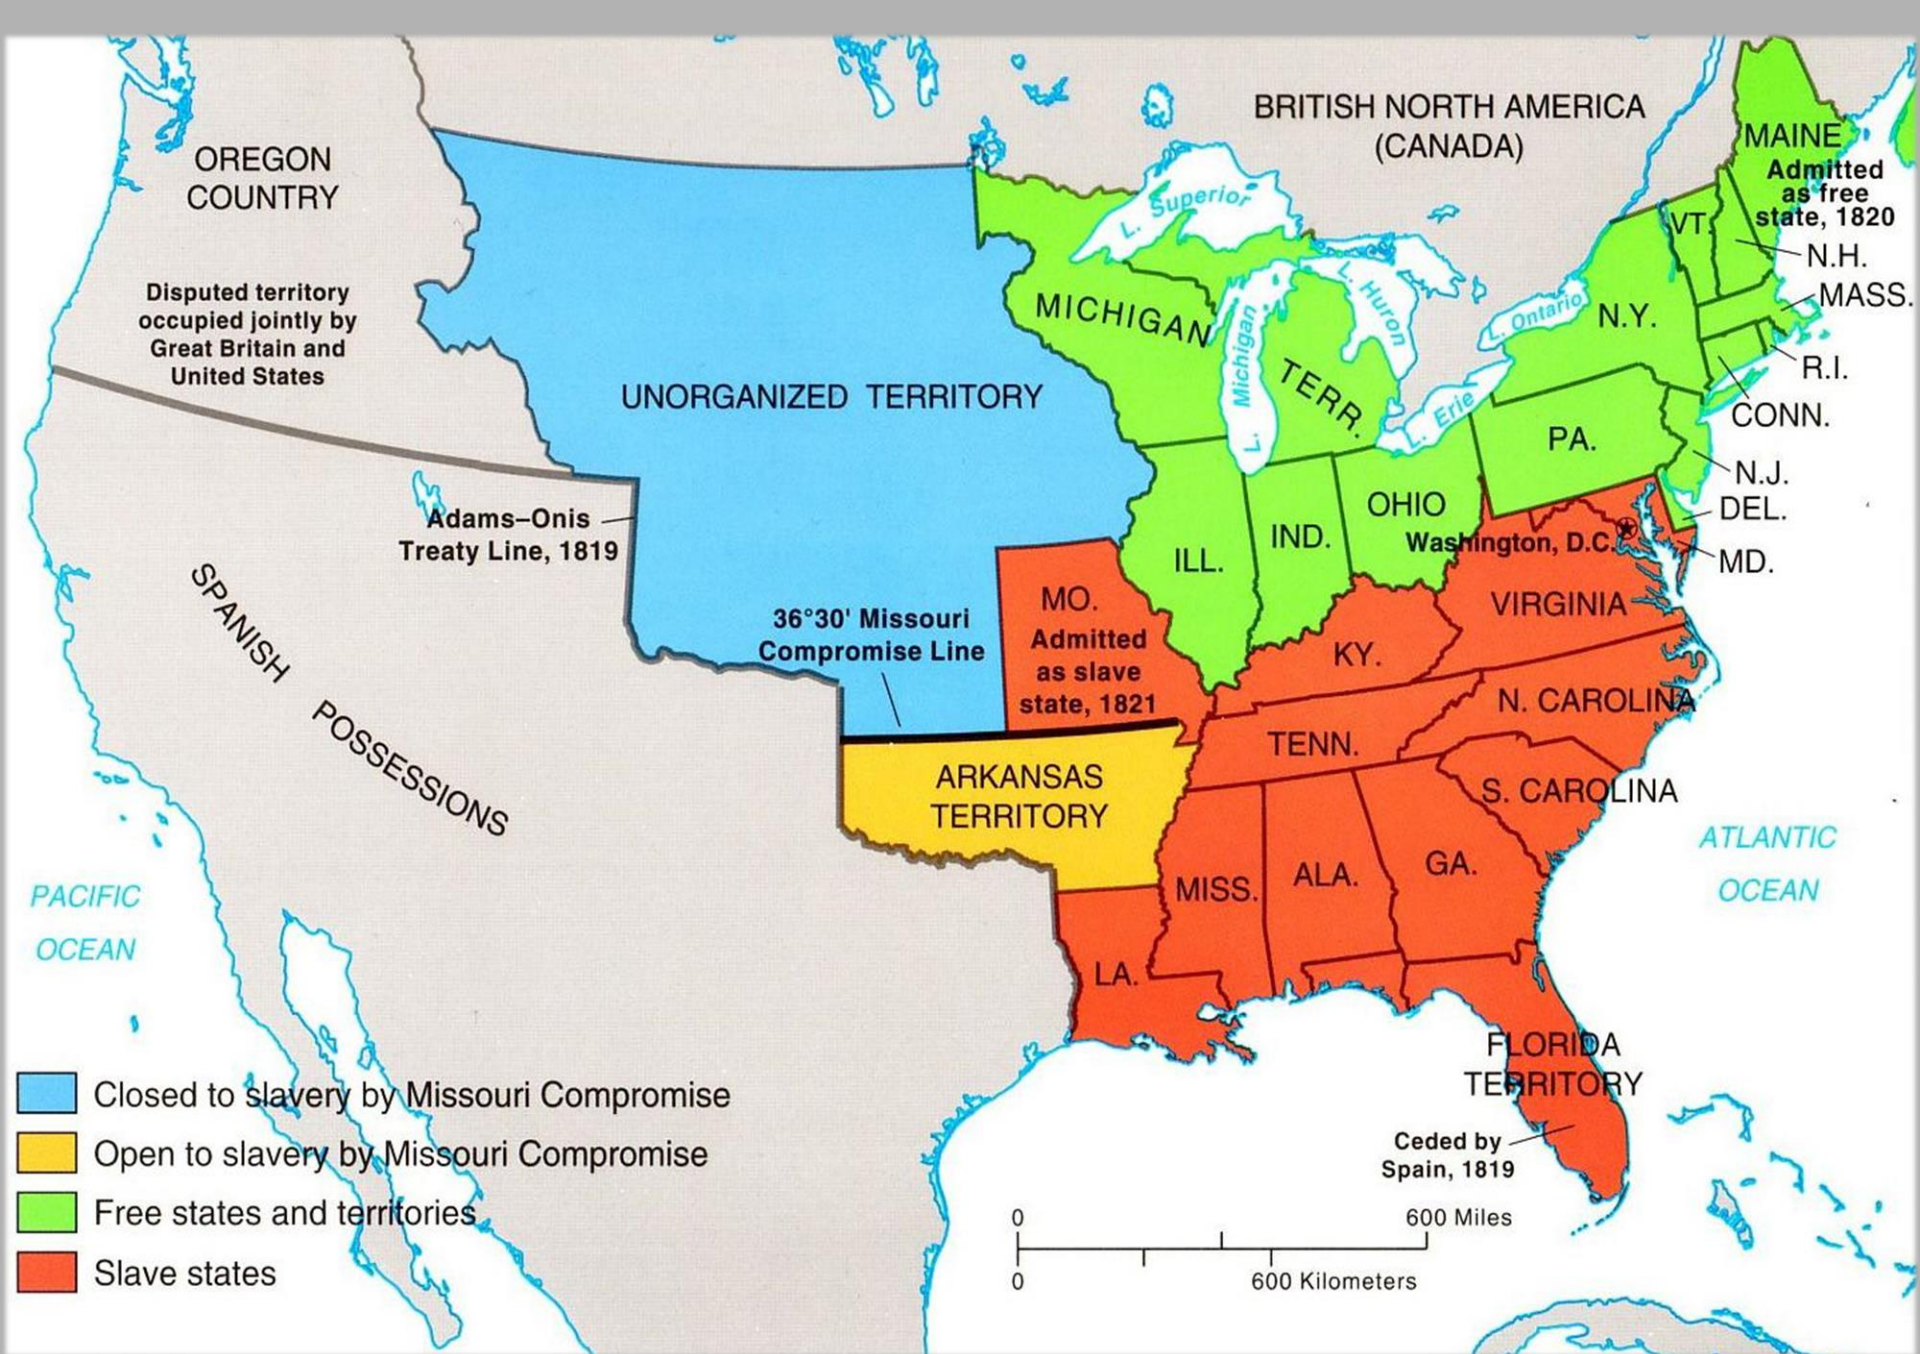 BRITISH NORTH AMERICA
(CANADA)
OREGON
COUNTRY
MAINE
Admitted
as free
state, 1820
L. Superior
VT.
N.H.
MASS.
Disputed territory
occupied jointly by
Great Britain and
United States
L. Huron
L. Ontario
N.Y.
MICHIGAN
TERR.
L. Michigan
R.I.
UNORGANIZED TERRITORY
L. Erie
CONN.
PA.
N.J.
OHIO
DEL.
Adams–Onis
Treaty Line, 1819
IND.
Washington, D.C.
ILL.
MD.
SPANISH
POSSESSIONS
36°30' Missouri
Compromise Line
MO.
Admitted
as slave
state, 1821
VIRGINIA
KY.
N. CAROLINA
TENN.
ARKANSAS
TERRITORY
S. CAROLINA
ATLANTIC
OCEAN
PACIFIC
OCEAN
MISS.
ALA.
GA.
LA.
FLORIDA
TERRITORY
Ceded by
Spain, 1819
Closed to slavery by Missouri Compromise
Open to slavery by Missouri Compromise
Free states and territories
Slave states
0 600 Miles
0 600 Kilometers